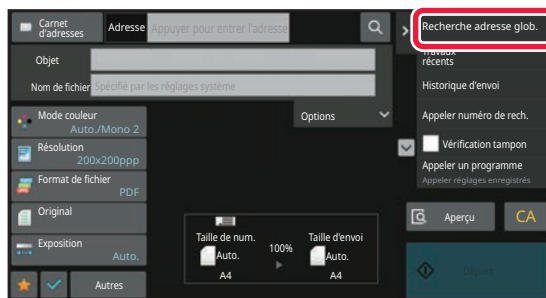 Carnet
d'adresses
Adresse
Appuyer pour entrer l'adresse
Recherche adresse glob.
Objet
Travaux
récents
Nom de fichier
Spécifié par les réglages système
Historique d'envoi
Mode couleur
Auto./Mono 2
Options
Appeler numéro de rech.
Résolution
200x200ppp
Vérification tampon
Format de fichier
PDF
Appeler un programme
Appeler réglages enregistrés
Original
Aperçu
CA
Exposition
Auto.
Taille de num.
Auto.
A4
100%
Taille d'envoi
Auto.
A4
Autres
Départ